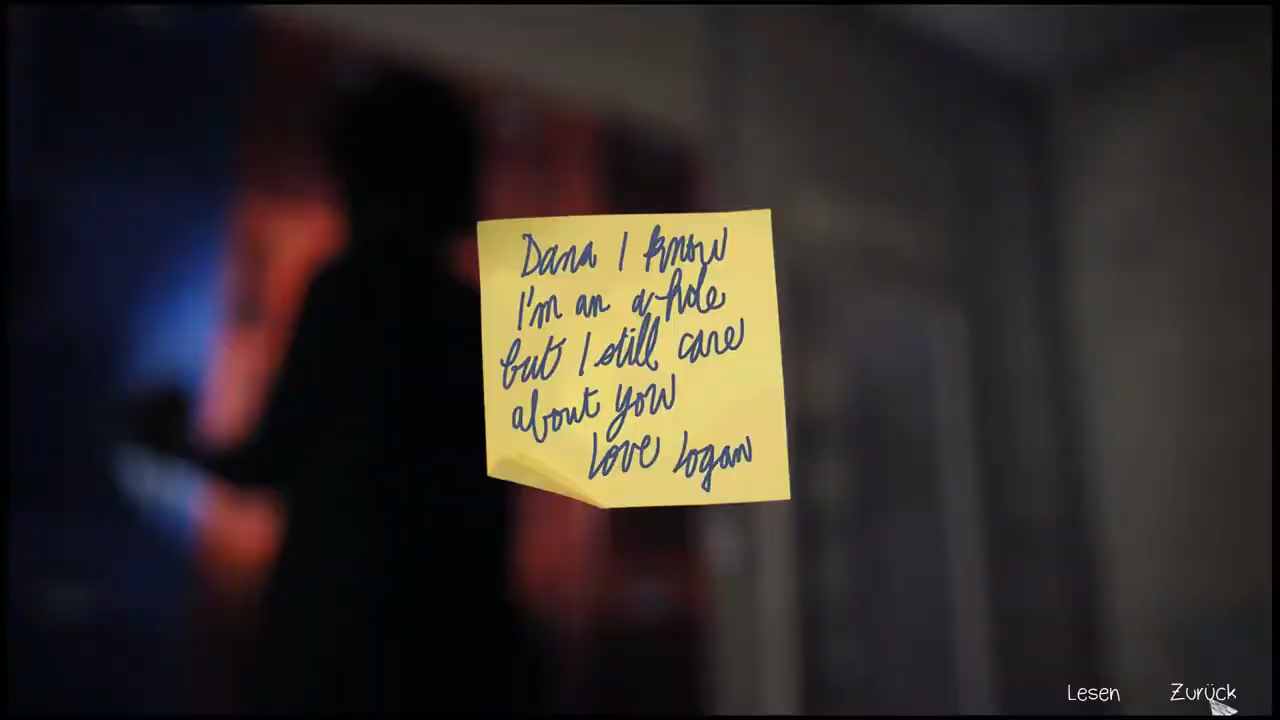 Dana I know
I'm an a-hole
but I still care
about you
Love Logan
Lesen
Zurück